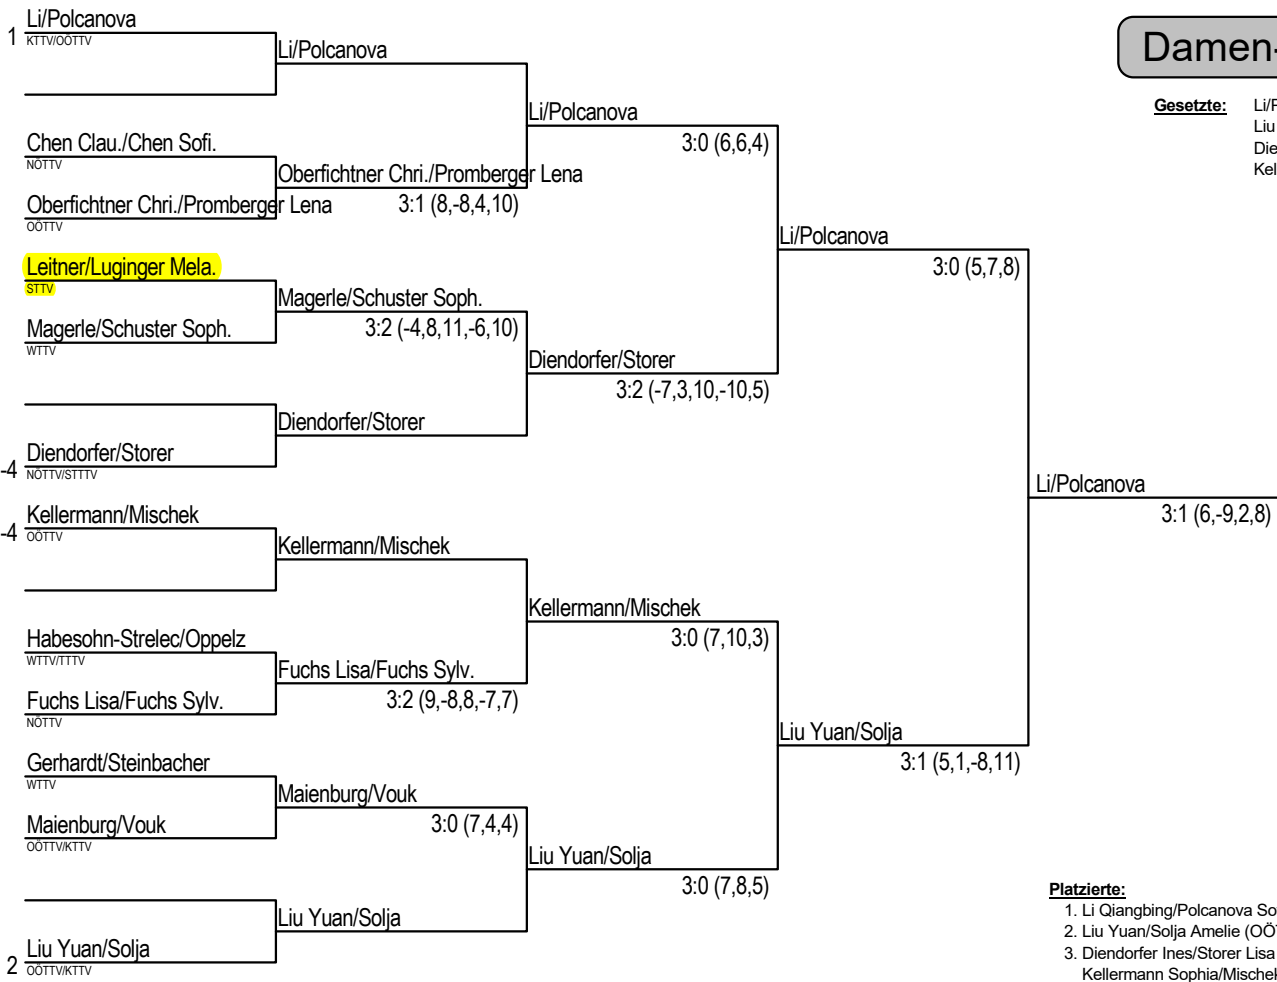 Damen-
Gesetzte: Li/P
Liu
Die
Kel
1 Li/Polcanova
KTTV/OÖTTV
Chen Clau./Chen Sofi.
NÖTTV
Oberfichtner Chri./Promberger Lena
OÖTTV
Leitner/Luginger Mela.
STTV
Magerle/Schuster Soph.
WTTV
Diendorfer/Storer
-4 NÖTTV/STTTV
Kellermann/Mischek
-4 OÖTTV
Habesohn-Strelec/Oppelz
WTTV/TTTV
Fuchs Lisa/Fuchs Sylv.
NÖTTV
Gerhardt/Steinbacher
WTTV
Maienburg/Vouk
OÖTTV/KTTV
Liu Yuan/Solja
2 OÖTTV/KTTV
Li/Polcanova
Oberfichtner Chri./Promberger Lena
3:1 (8,-8,4,10)
Magerle/Schuster Soph.
3:2 (-4,8,11,-6,10)
Diendorfer/Storer
Kellermann/Mischek
Fuchs Lisa/Fuchs Sylv.
3:2 (9,-8,8,-7,7)
Maienburg/Vouk
3:0 (7,4,4)
Liu Yuan/Solja
Li/Polcanova
3:0 (6,6,4)
Diendorfer/Storer
3:2 (-7,3,10,-10,5)
Kellermann/Mischek
3:0 (7,10,3)
Liu Yuan/Solja
3:0 (7,8,5)
Li/Polcanova
3:0 (5,7,8)
Liu Yuan/Solja
3:1 (5,1,-8,11)
Li/Polcanova
3:1 (6,-9,2,8)
Platzierte:
1. Li Qiangbing/Polcanova So
2. Liu Yuan/Solja Amelie (OÖ
3. Diendorfer Ines/Storer Lisa
Kellermann Sophia/Mischek